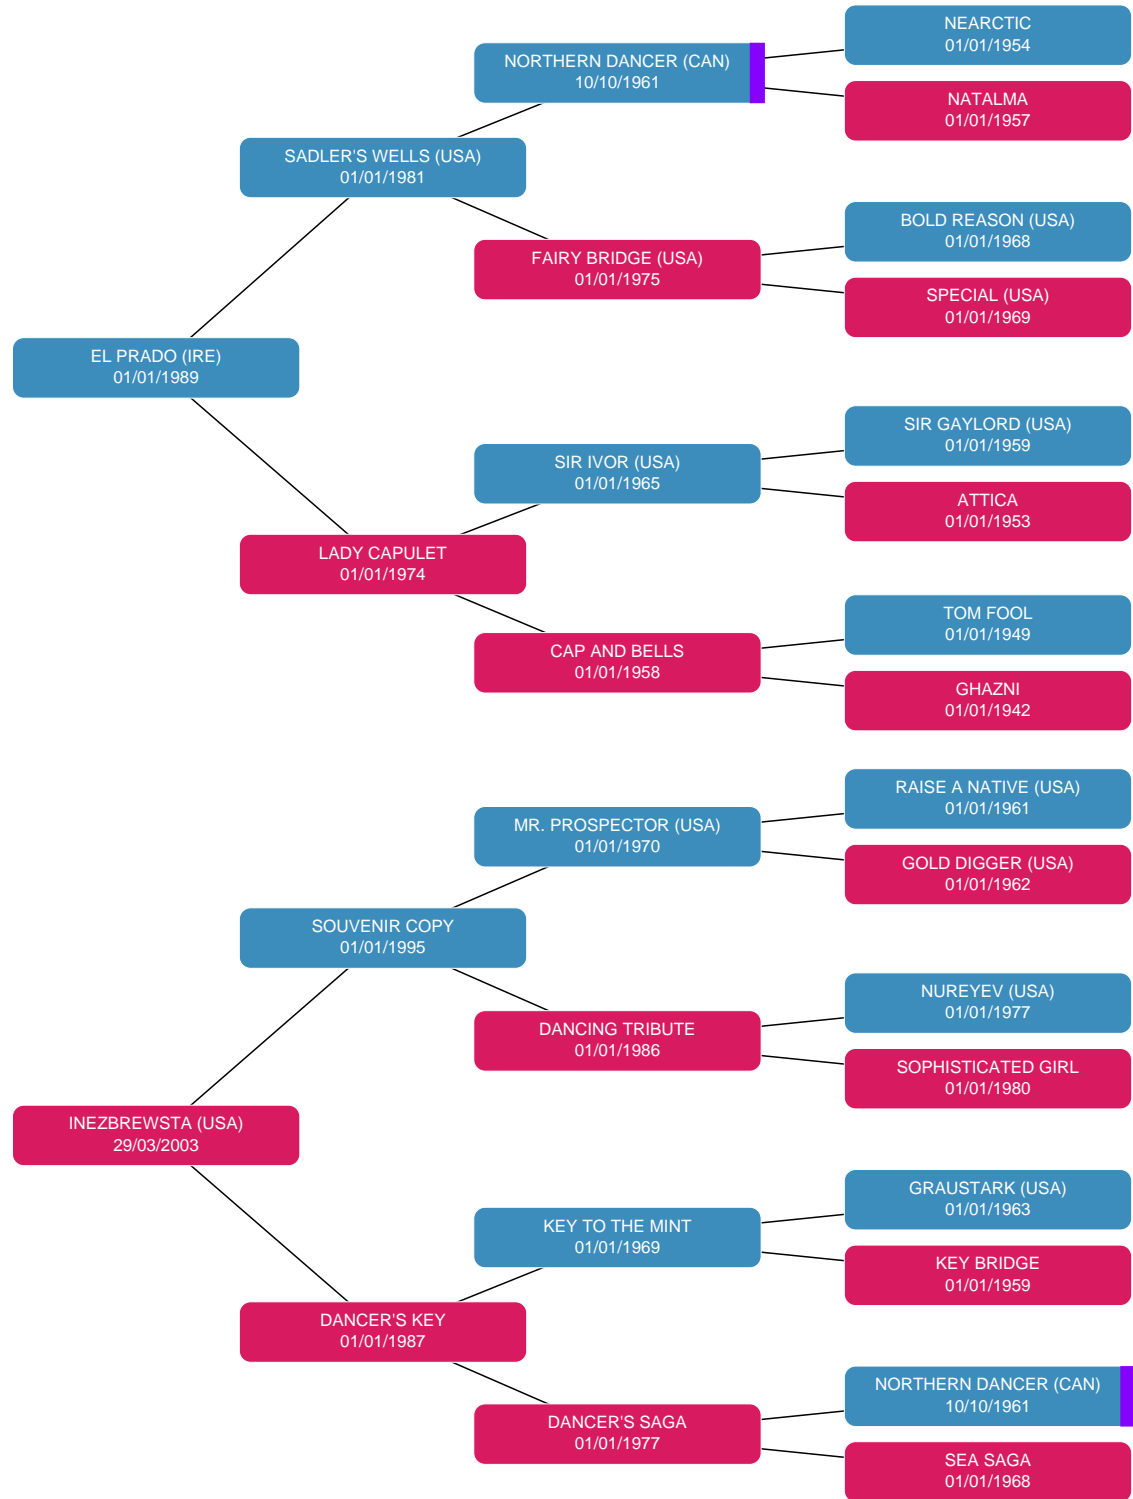 NEARCTIC
01/01/1954
NORTHERN DANCER (CAN)
10/10/1961
NATALMA
01/01/1957
SADLER'S WELLS (USA)
01/01/1981
BOLD REASON (USA)
01/01/1968
FAIRY BRIDGE (USA)
01/01/1975
SPECIAL (USA)
01/01/1969
EL PRADO (IRE)
01/01/1989
SIR GAYLORD (USA)
01/01/1959
SIR IVOR (USA)
01/01/1965
ATTICA
01/01/1953
LADY CAPULET
01/01/1974
TOM FOOL
01/01/1949
CAP AND BELLS
01/01/1958
GHAZNI
01/01/1942
RAISE A NATIVE (USA)
01/01/1961
MR. PROSPECTOR (USA)
01/01/1970
GOLD DIGGER (USA)
01/01/1962
SOUVENIR COPY
01/01/1995
NUREYEV (USA)
01/01/1977
DANCING TRIBUTE
01/01/1986
SOPHISTICATED GIRL
01/01/1980
INEZBREWSTA (USA)
29/03/2003
GRAUSTARK (USA)
01/01/1963
KEY TO THE MINT
01/01/1969
KEY BRIDGE
01/01/1959
DANCER'S KEY
01/01/1987
NORTHERN DANCER (CAN)
10/10/1961
DANCER'S SAGA
01/01/1977
SEA SAGA
01/01/1968